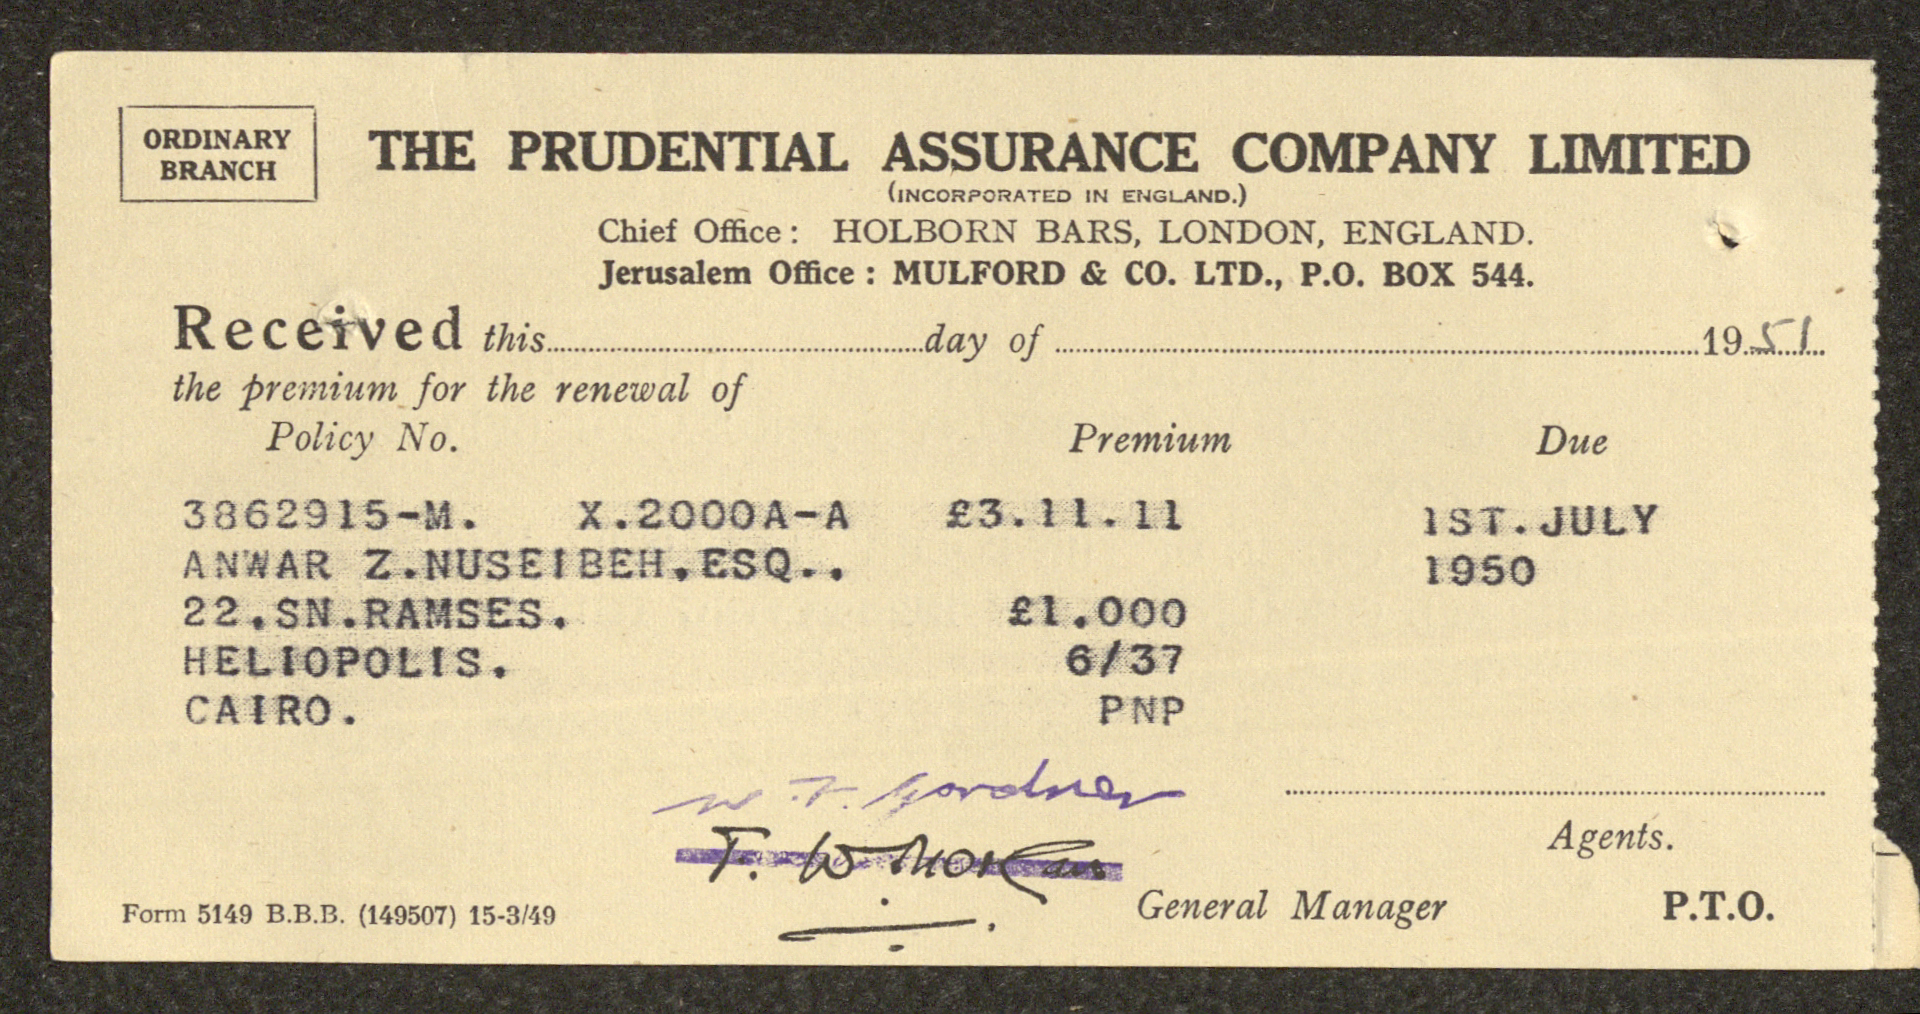 ORDINARY
BRANCH
THE PRUDENTIAL ASSURANCE COMPANY LIMITED
(INCORPORATED IN ENGLAND.)
Chief Office: HOLBORN BARS, LONDON, ENGLAND.
Jerusalem Office: MULFORD & CO. LTD., P.O. BOX 544.
Received this....................day of ........................................1951
the premium for the renewal of
Policy No. Premium Due
3862915-M. X.2000A-A £3.11.11 1ST.JULY
ANWAR Z.NUSEIBEH,ESQ., 1950
22,SN.RAMSES. £1.000
HELIOPOLIS. 6/37
CAIRO. PNP
W. F. Gardner
F. W. Morgan
Agents.
General Manager
P.T.O.
Form 5149 B.B.B. (149507) 15-3/49